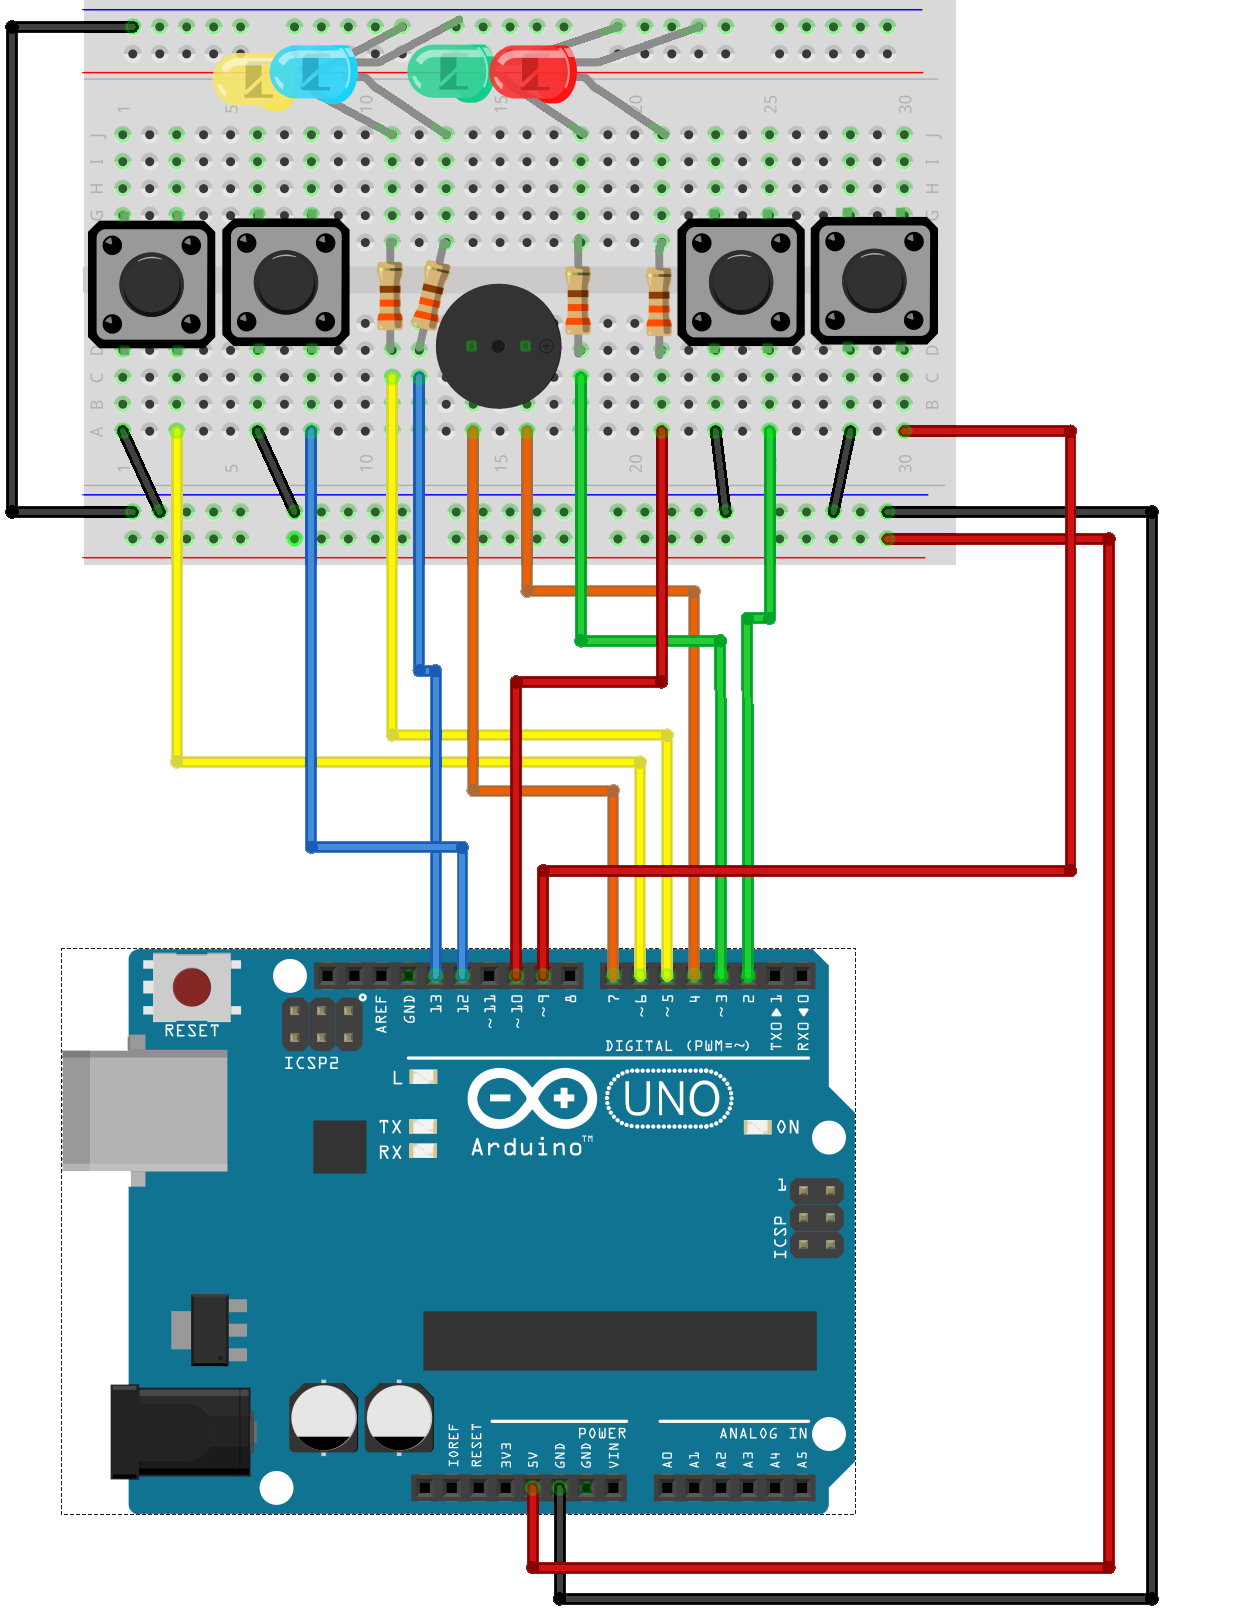 1 5 10 15 20 25 30
J J
I I
H H
G G
D D
C C
B B
A A
1 5 10 15 20 25 30
RESET
ICSP2
AREF
GND
13
12
~11
~10
~9
8
7
~6
~5
4
~3
2
TX0▶1
RX0◀0
DIGITAL (PWM=~)
L
TX
RX
Arduino™
UNO
ON
1
ICSP
IOREF
RESET
3V3
5V
GND
GND
VIN
POWER
ANALOG IN
A0
A1
A2
A3
A4
A5